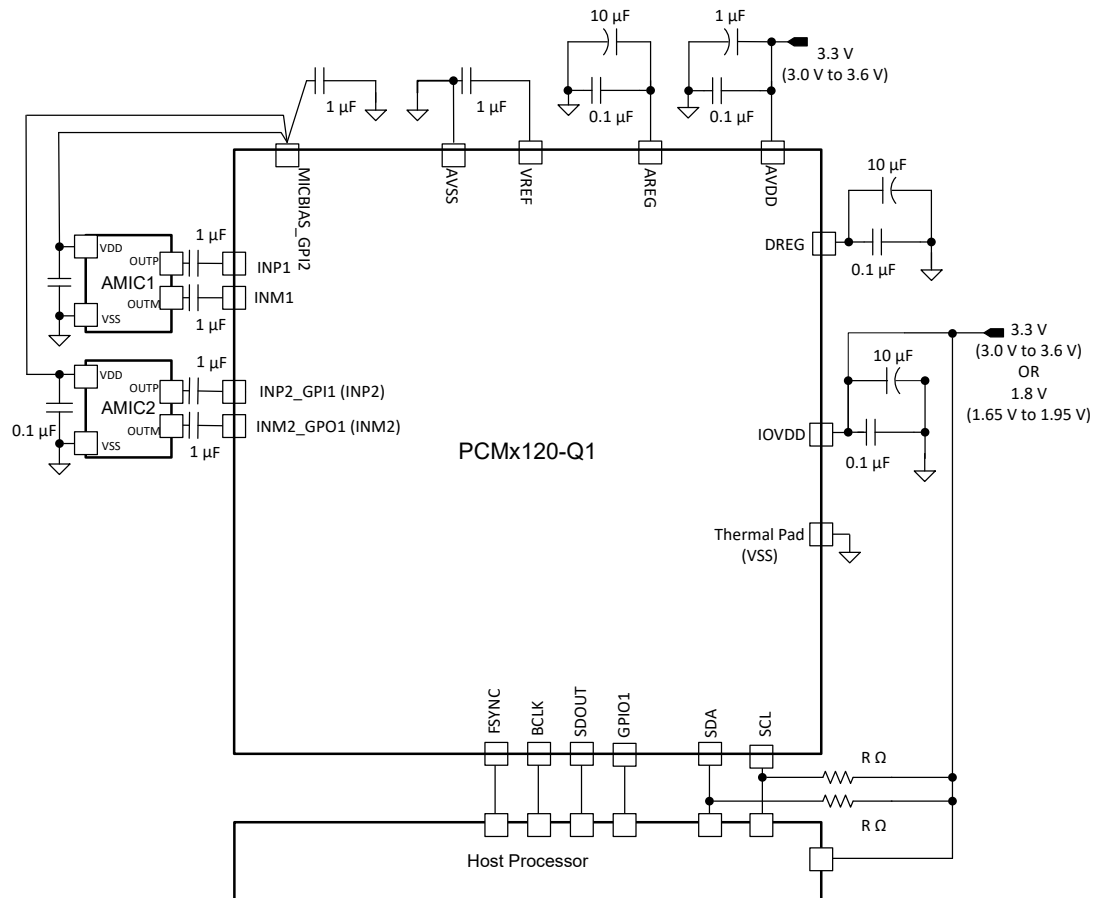 10 µF
1 µF
3.3 V
(3.0 V to 3.6 V)
1 µF
1 µF
0.1 µF
0.1 µF
MICBIAS_GPI2
AVSS
VREF
AREG
AVDD
10 µF
DREG
0.1 µF
1 µF
VDD
OUTP
INP1
AMIC1
OUTM
INM1
VSS
1 µF
3.3 V
(3.0 V to 3.6 V)
OR
1.8 V
(1.65 V to 1.95 V)
10 µF
1 µF
VDD
OUTP
INP2_GPI1 (INP2)
AMIC2
OUTM
INM2_GPO1 (INM2)
0.1 µF
VSS
1 µF
PCMx120-Q1
IOVDD
0.1 µF
Thermal Pad
(VSS)
FSYNC
BCLK
SDOUT
GPIO1
SDA
SCL
R Ω
R Ω
Host Processor